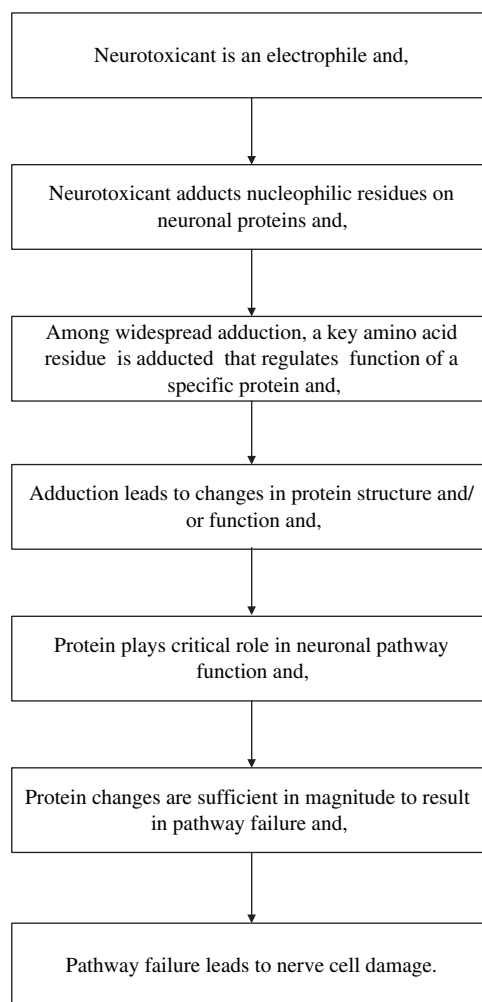 Neurotoxicant is an electrophile and,
Neurotoxicant adducts nucleophilic residues on
neuronal proteins and,
Among widespread adduction, a key amino acid
residue is adducted that regulates function of a
specific protein and,
Adduction leads to changes in protein structure and/
or function and,
Protein plays critical role in neuronal pathway
function and,
Protein changes are sufficient in magnitude to result
in pathway failure and,
Pathway failure leads to nerve cell damage.